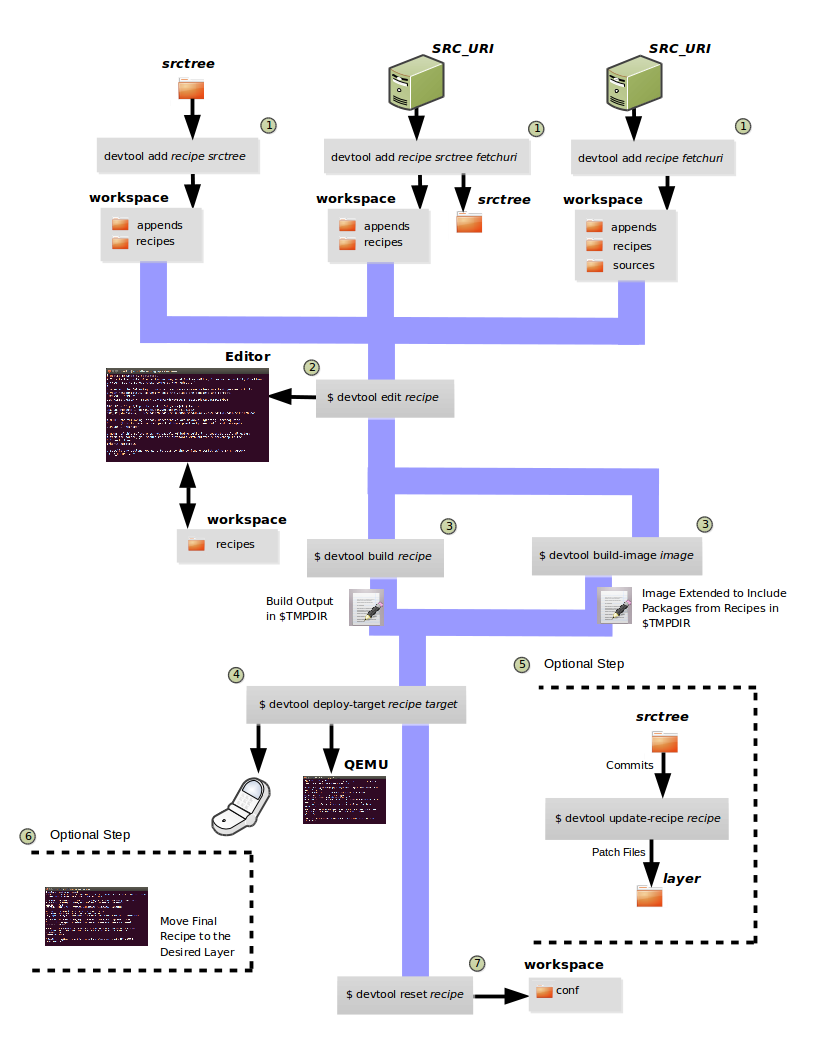 SRC_URI
SRC_URI
srctree
1
1
1
devtool add recipe srctree
devtool add recipe srctree fetchuri
devtool add recipe fetchuri
workspace
workspace
srctree
workspace
appends
recipes
appends
recipes
appends
recipes
sources
Editor
2
$ devtool edit recipe
workspace
recipes
3
3
$ devtool build recipe
$ devtool build-image image
Build Output
in $TMPDIR
Image Extended to Include
Packages from Recipes in
$TMPDIR
4
$ devtool deploy-target recipe target
QEMU
5
Optional Step
srctree
Commits
$ devtool update-recipe recipe
Patch Files
layer
6
Optional Step
Move Final
Recipe to the
Desired Layer
7
$ devtool reset recipe
workspace
conf